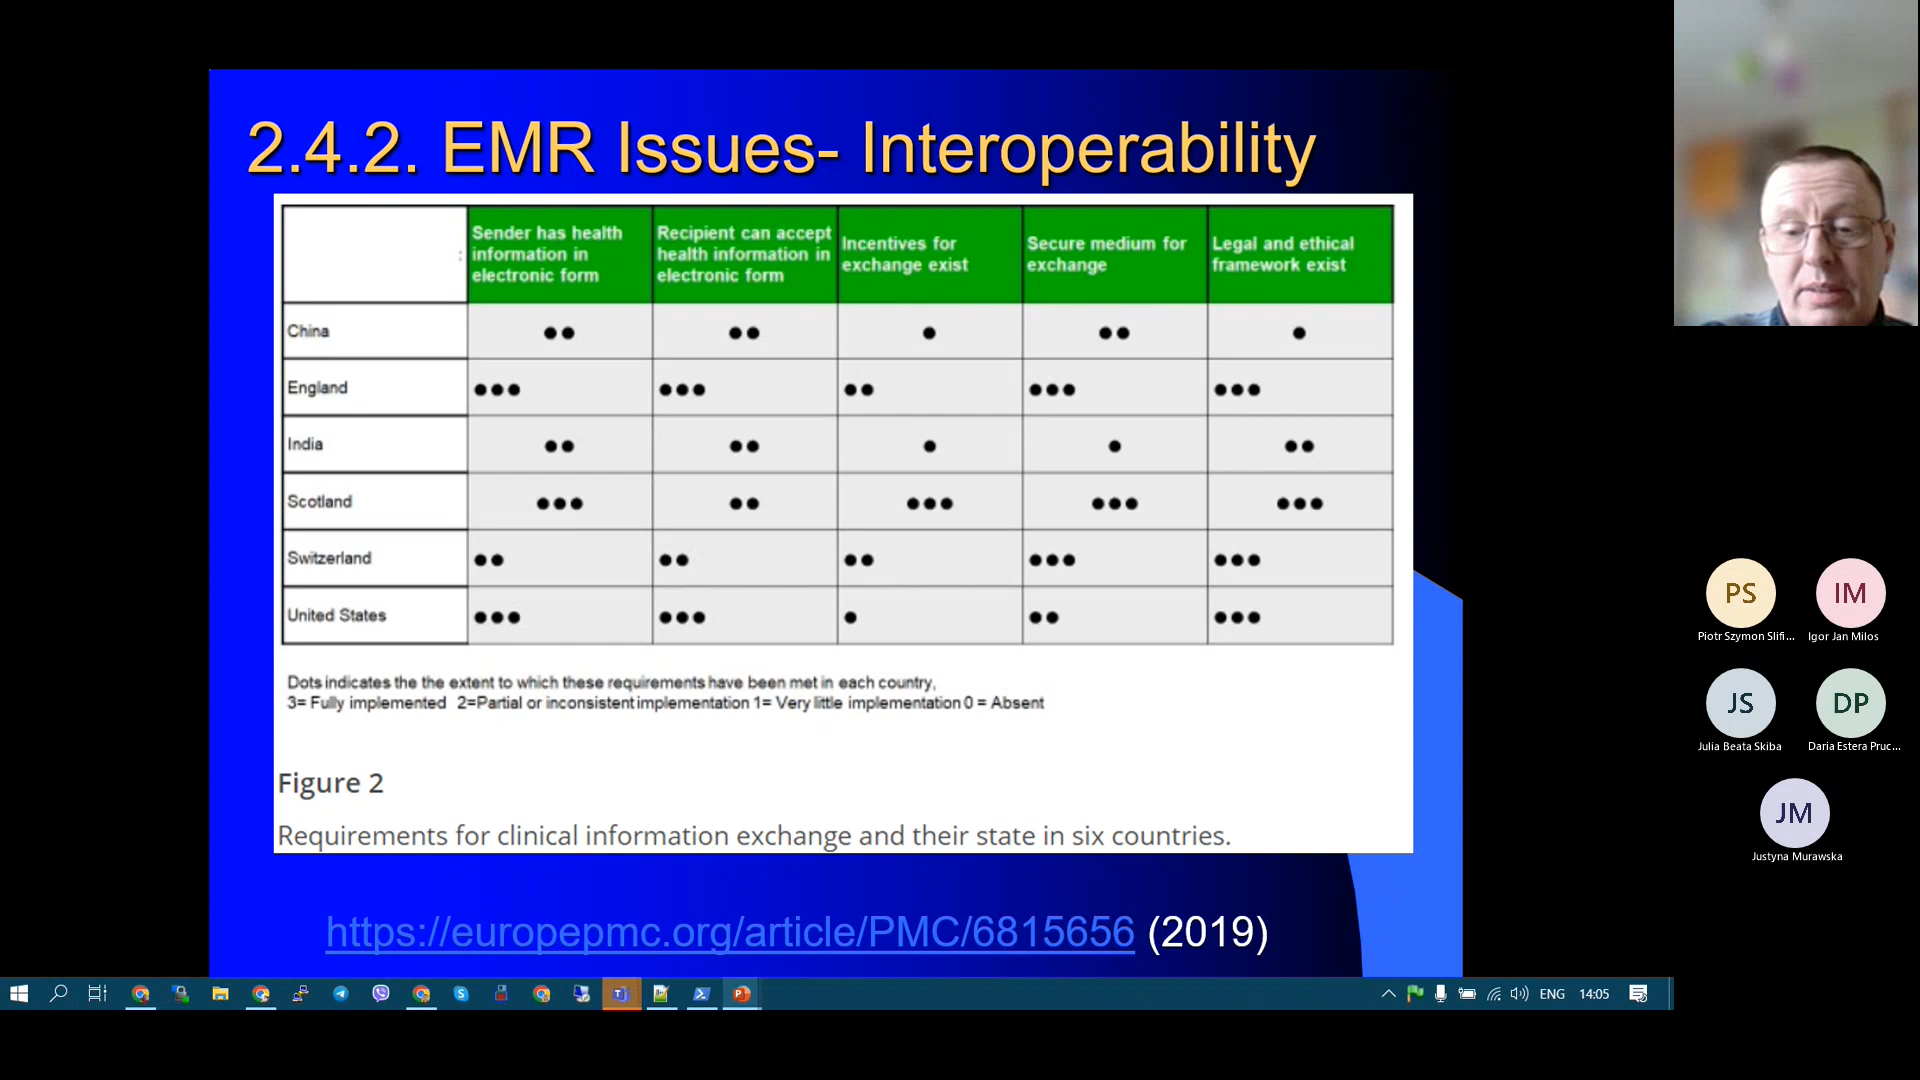 2.4.2. EMR Issues- Interoperability
Sender has health
information in
electronic form
Recipient can accept
health information in
electronic form
Incentives for
exchange exist
Secure medium for
exchange
Legal and ethical
framework exist
China
England
India
Scotland
Switzerland
United States
Dots indicates the the extent to which these requirements have been met in each country,
3= Fully implemented 2=Partial or inconsistent implementation 1= Very little implementation 0 = Absent
Figure 2
Requirements for clinical information exchange and their state in six countries.
https://europepmc.org/article/PMC/6815656 (2019)
PS
Piotr Szymon Slifi...
IM
Igor Jan Milos
JS
Julia Beata Skiba
DP
Daria Estera Pruc...
JM
Justyna Murawska
ENG
14:05